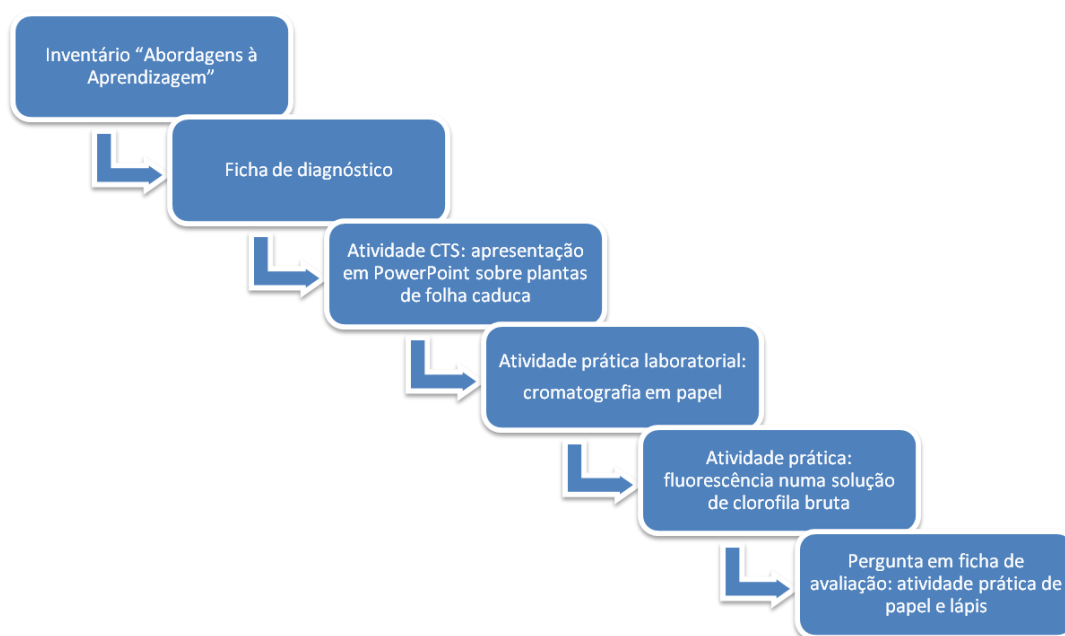 Inventário “Abordagens à
Aprendizagem”
Ficha de diagnóstico
Atividade CTS: apresentação
em PowerPoint sobre plantas
de folha caduca
Atividade prática laboratorial:
cromatografia em papel
Atividade prática:
fluorescência numa solução
de clorofila bruta
Pergunta em ficha de
avaliação: atividade prática de
papel e lápis